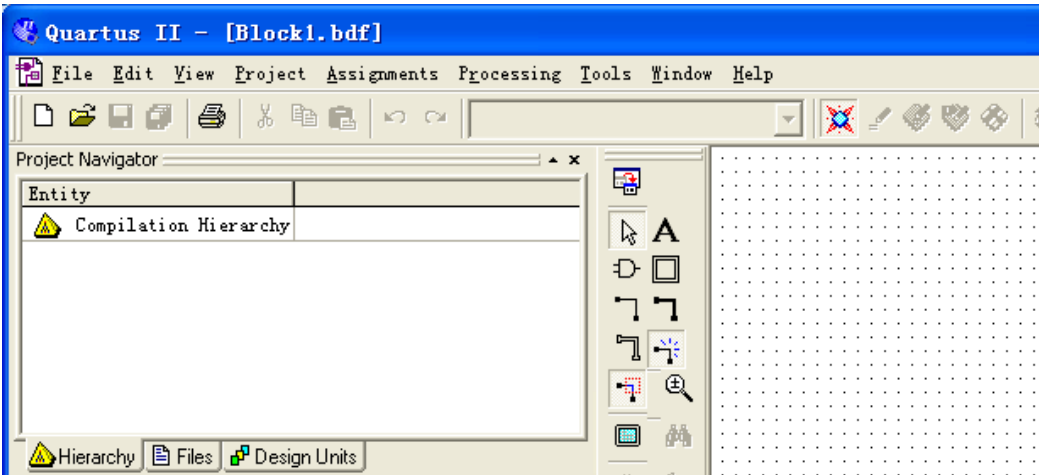 Quartus II - [Block1.bdf]
File Edit View Project Assignments Processing Tools Window Help
Project Navigator
Entity
Compilation Hierarchy
A
Hierarchy Files Design Units